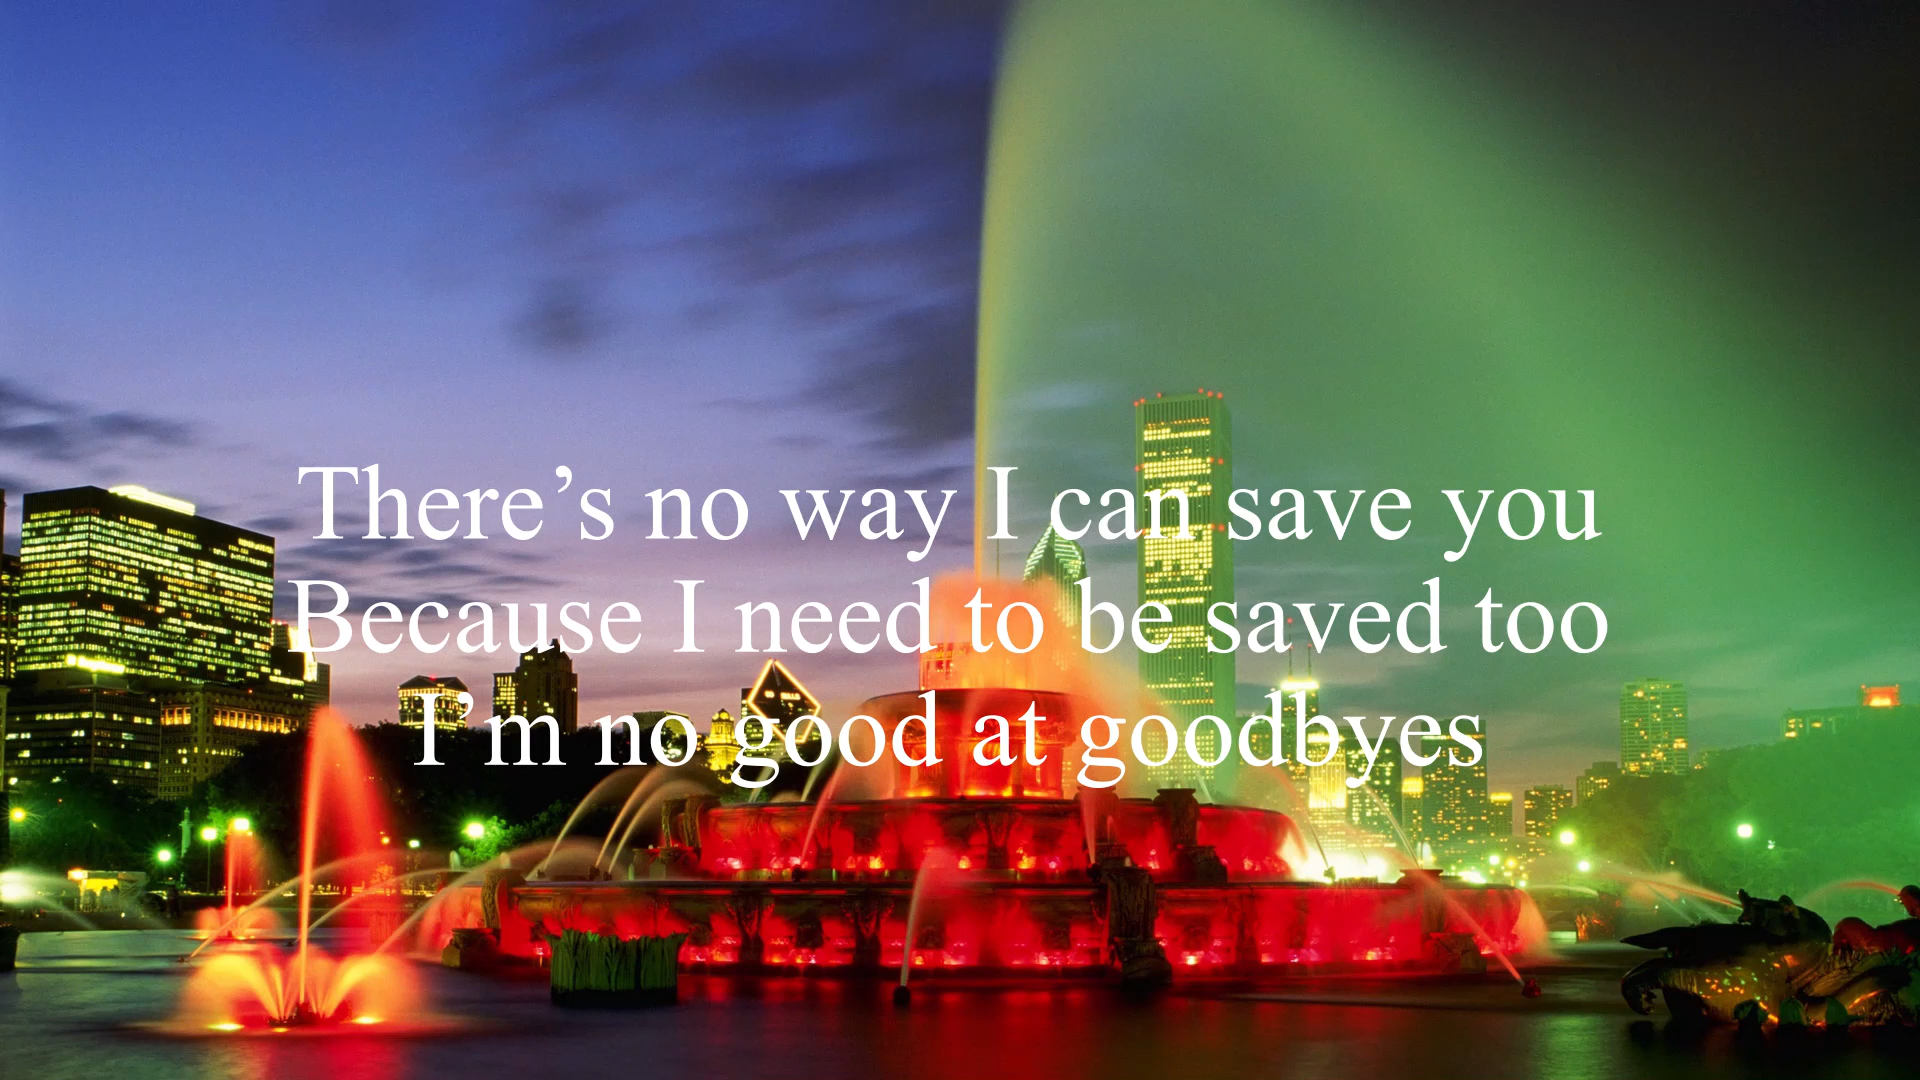 There’s no way I can save you
Because I need to be saved too
I’m no good at goodbyes